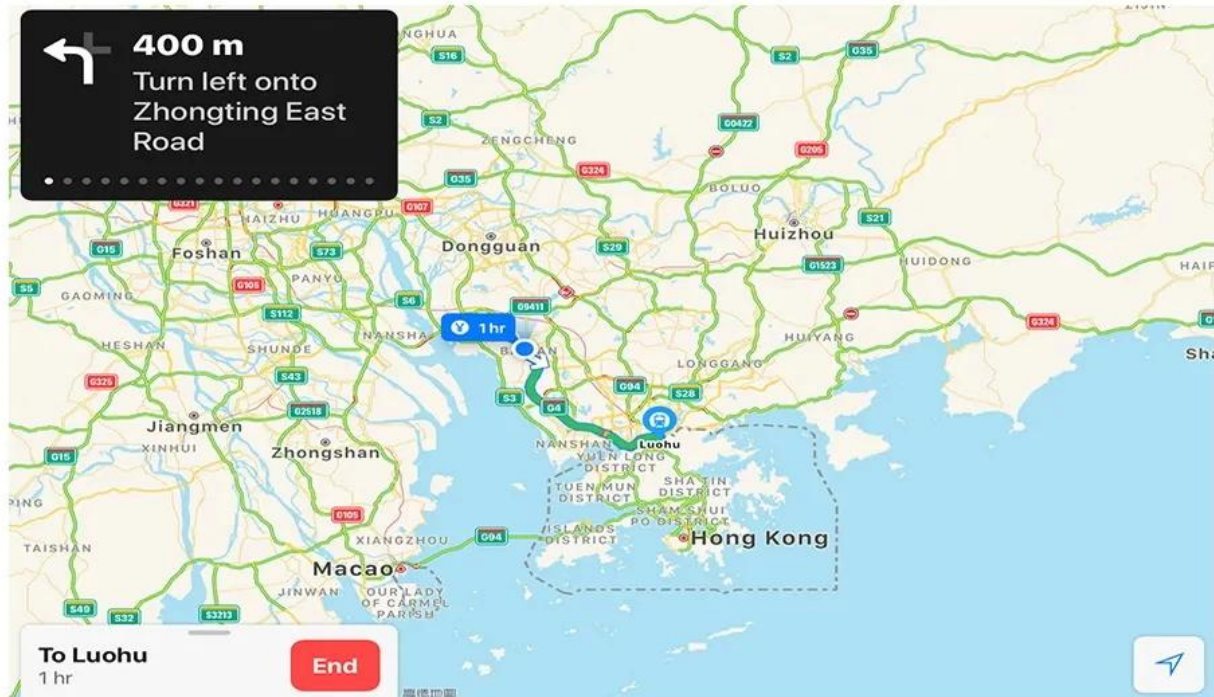 400 m
Turn left onto
Zhongting East
Road
S16
S2
G35
S2
G0422
ZENGCHENG
G324
G205
G35
BOLUO
G321
HAIZHU
HUANGPU
G107
S21
G15
Foshan
S73
Dongguan
S29
Huizhou
G1523
HUIDONG
S5
GAOMING
G105
PANYU
S6
G9411
S112
NANSHA
¥ 1 hr
G324
HESHAN
SHUNDE
HUIYANG
LONGGANG
G325
S43
S3
G4
G94
S28
G2518
Jiangmen
XINHUI
Zhongshan
NANSHAN
Luohu
G15
YUEN LONG
DISTRICT
TUEN MUN
DISTRICT
SHA TIN
DISTRICT
G105
SHAM SHUI
PO DISTRICT
TAISHAN
XIANGZHOU
G94
ISLANDS
DISTRICT
Hong Kong
Macao
JINWAN
OUR LADY
OF CARMEL
PARISH
S49
S32
S3213
To Luohu
1 hr
End